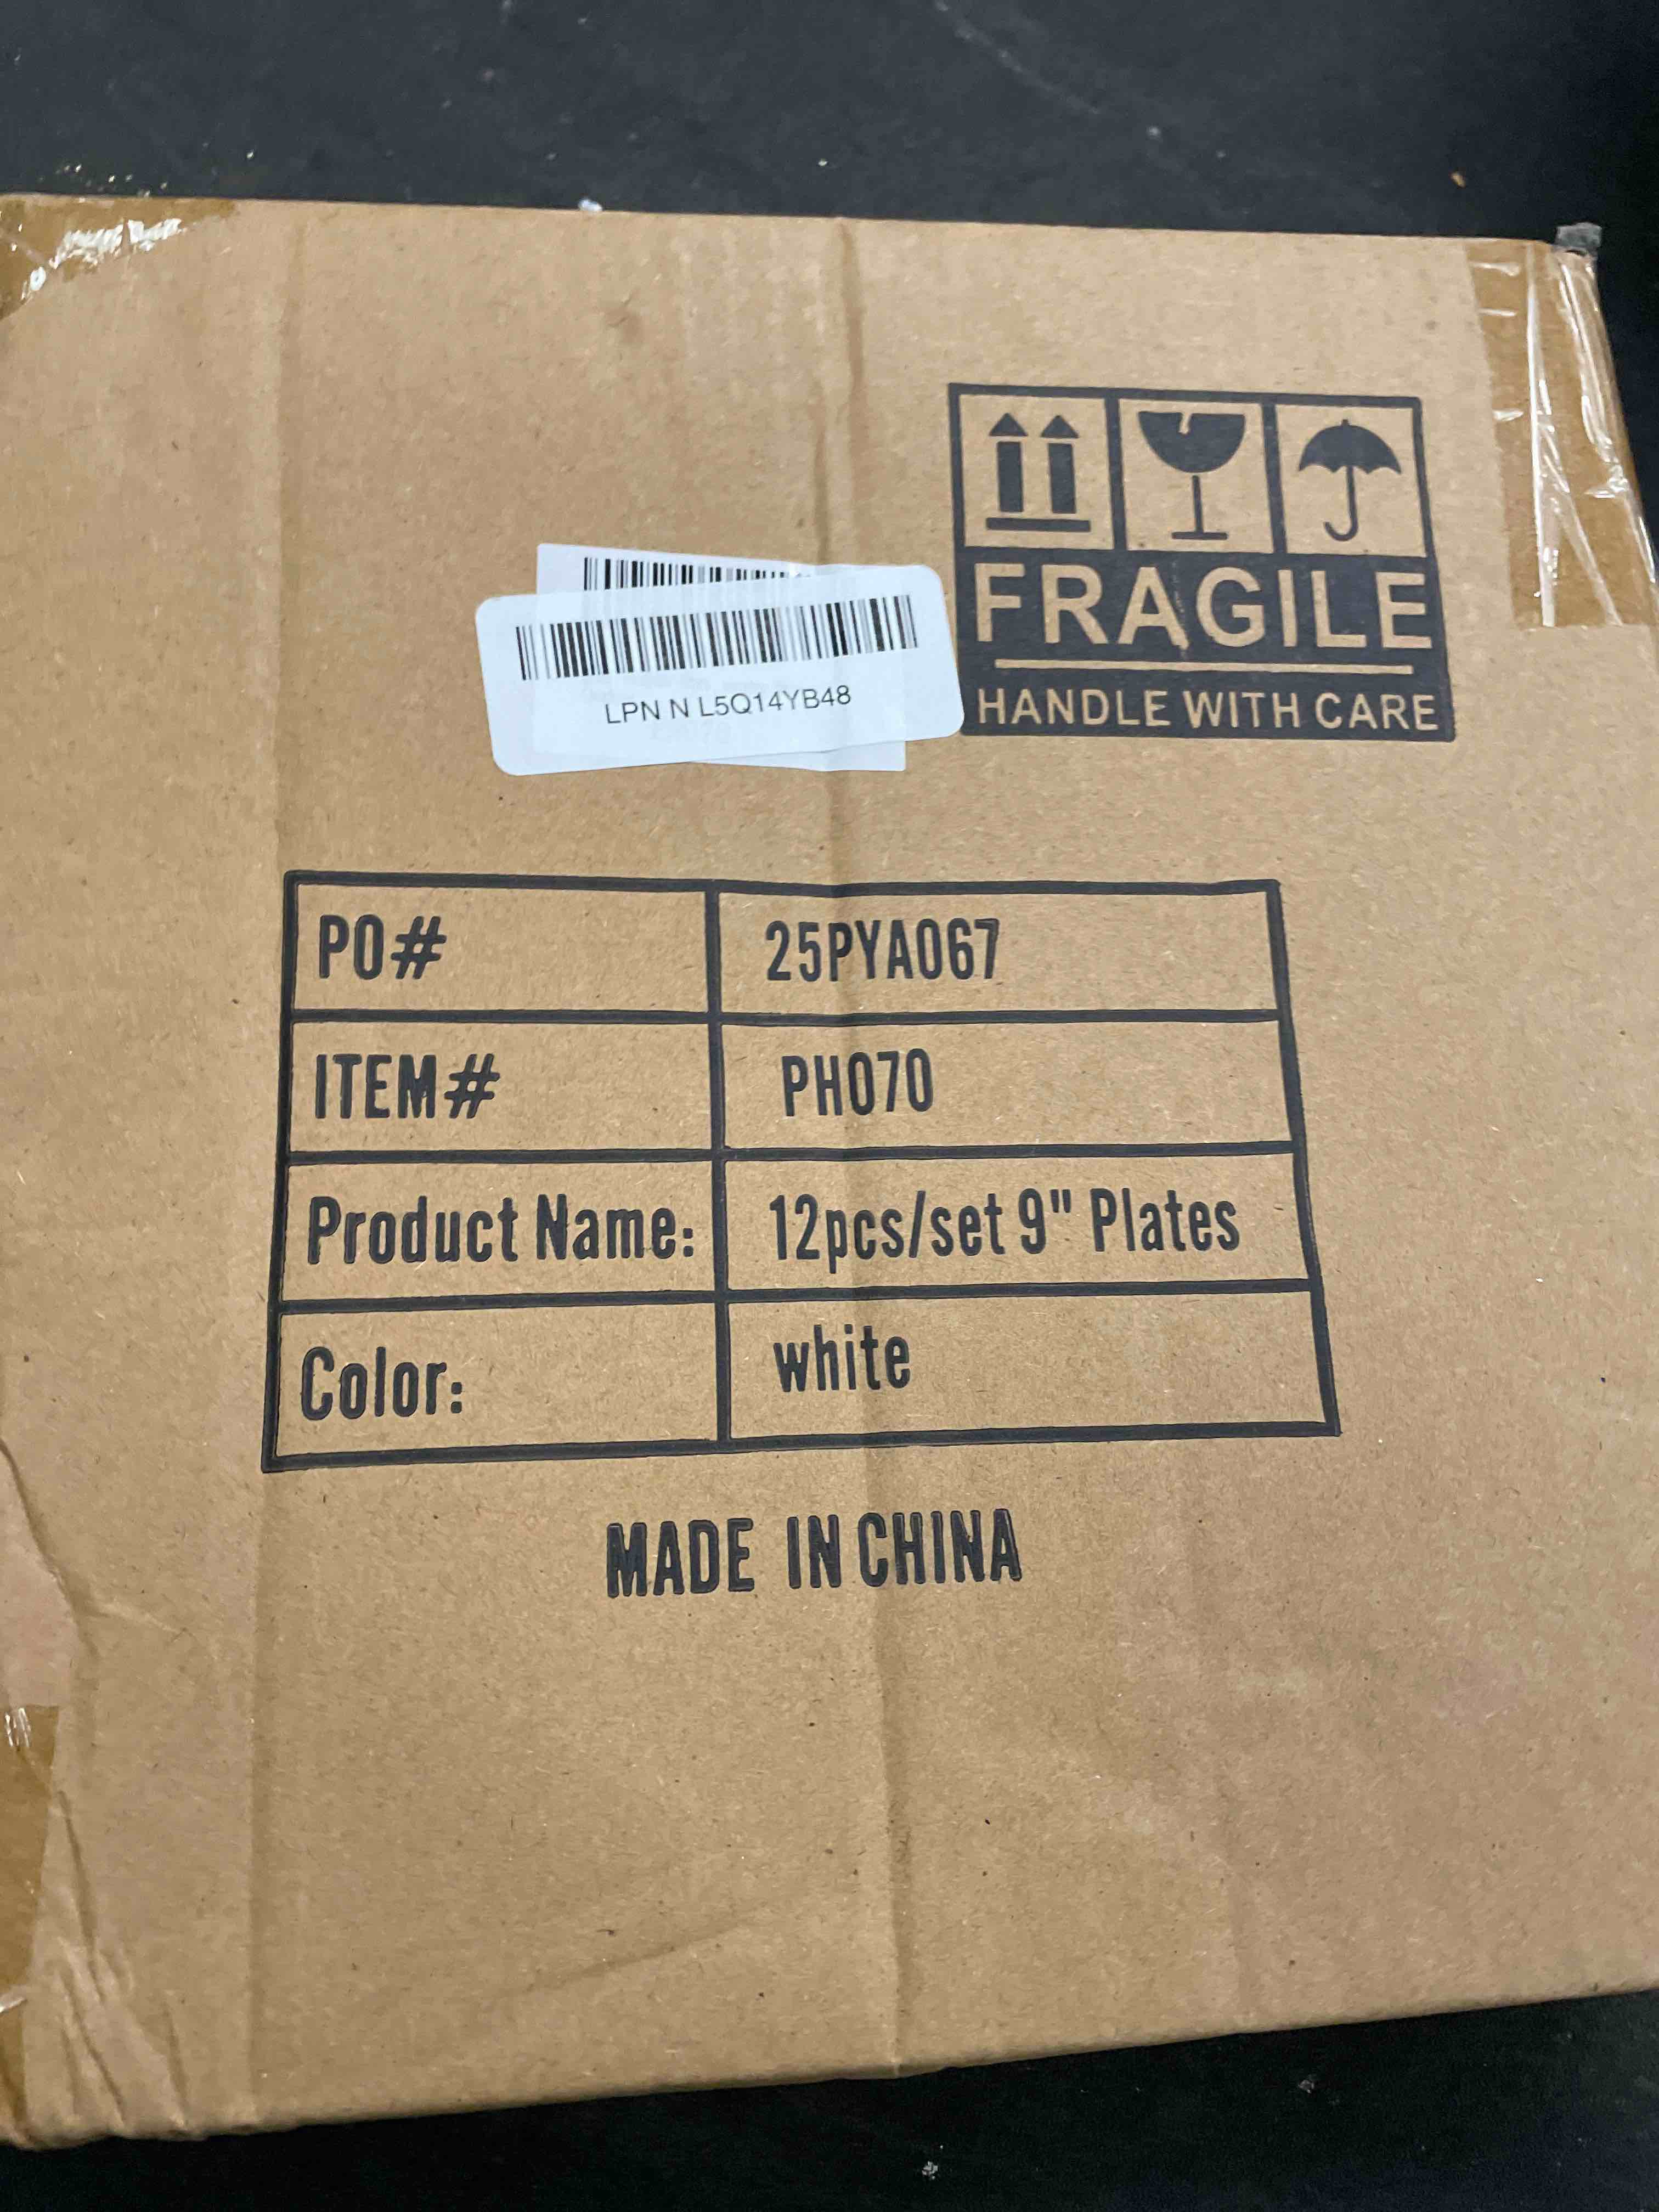 FRAGILE
HANDLE WITH CARE
LPN N L5Q14YB48
PO# 25PYA067
ITEM# PH070
Product Name: 12pcs/set 9" Plates
Color: white
MADE IN CHINA